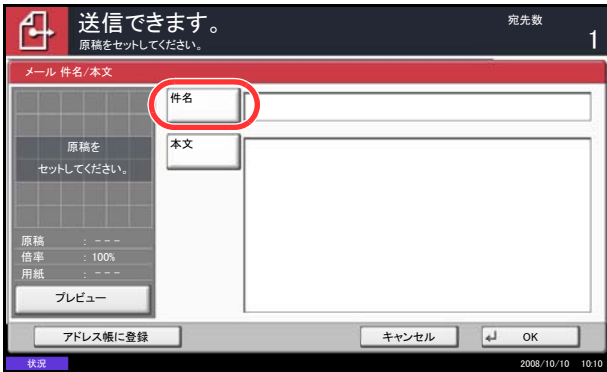 送信できます。
原稿をセットしてください。
宛先数
1
メール 件名/本文
件名
本文
原稿を
セットしてください。
原稿 : - - -
倍率 : 100%
用紙 : - - -
プレビュー
アドレス帳に登録
キャンセル
OK
状況
2008/10/10 10:10